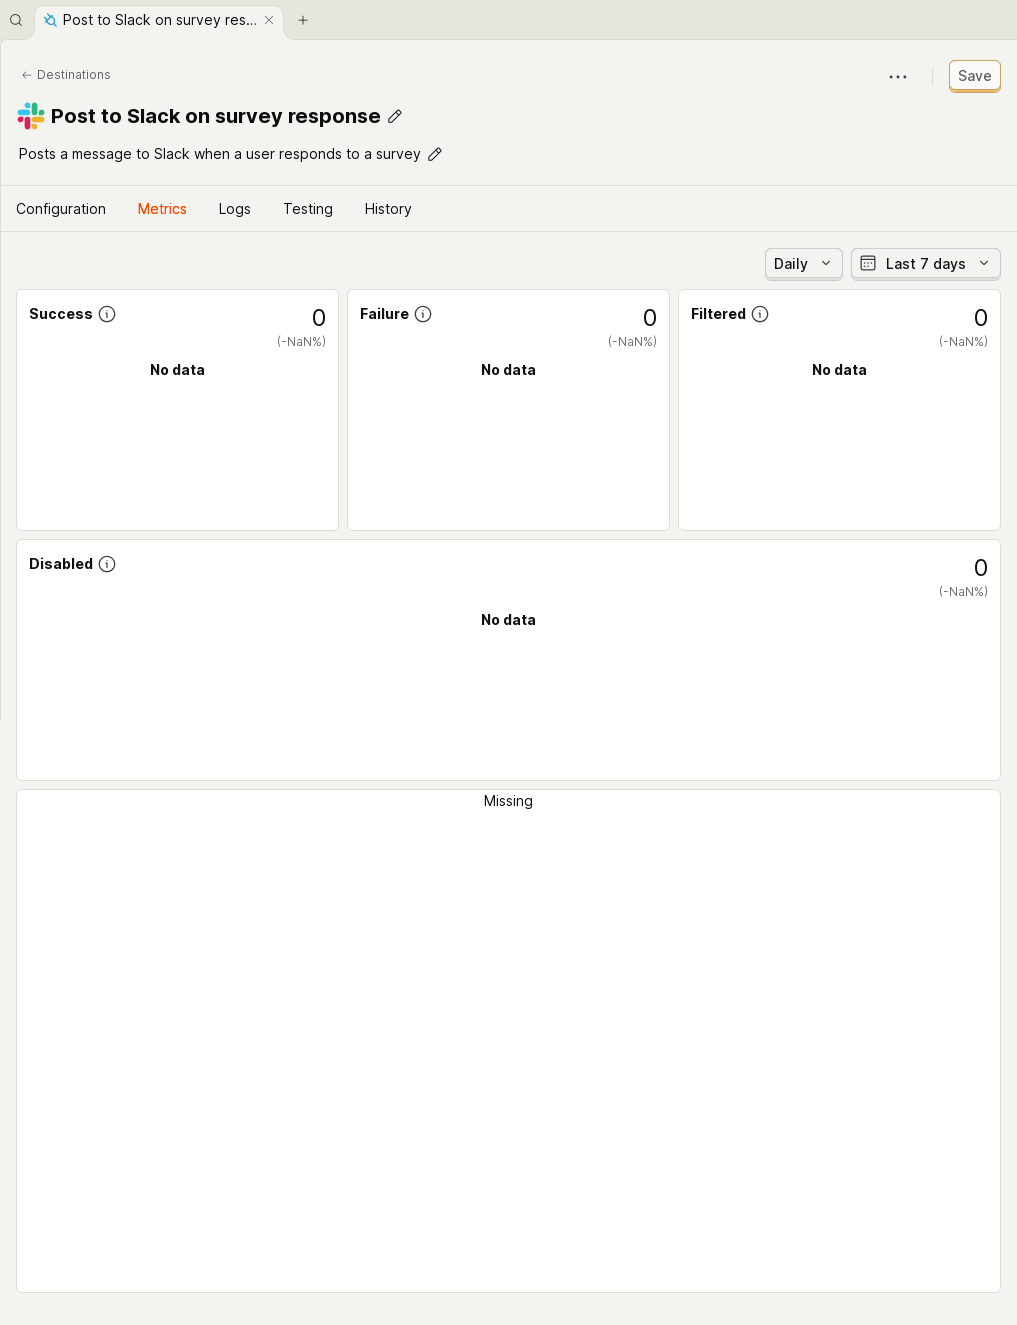 Post to Slack on survey res...
Destinations
Save
Post to Slack on survey response
Posts a message to Slack when a user responds to a survey
Configuration Metrics Logs Testing History
Daily Last 7 days
Success 0
(-NaN%)
No data
Failure 0
(-NaN%)
No data
Filtered 0
(-NaN%)
No data
Disabled 0
(-NaN%)
No data
Missing